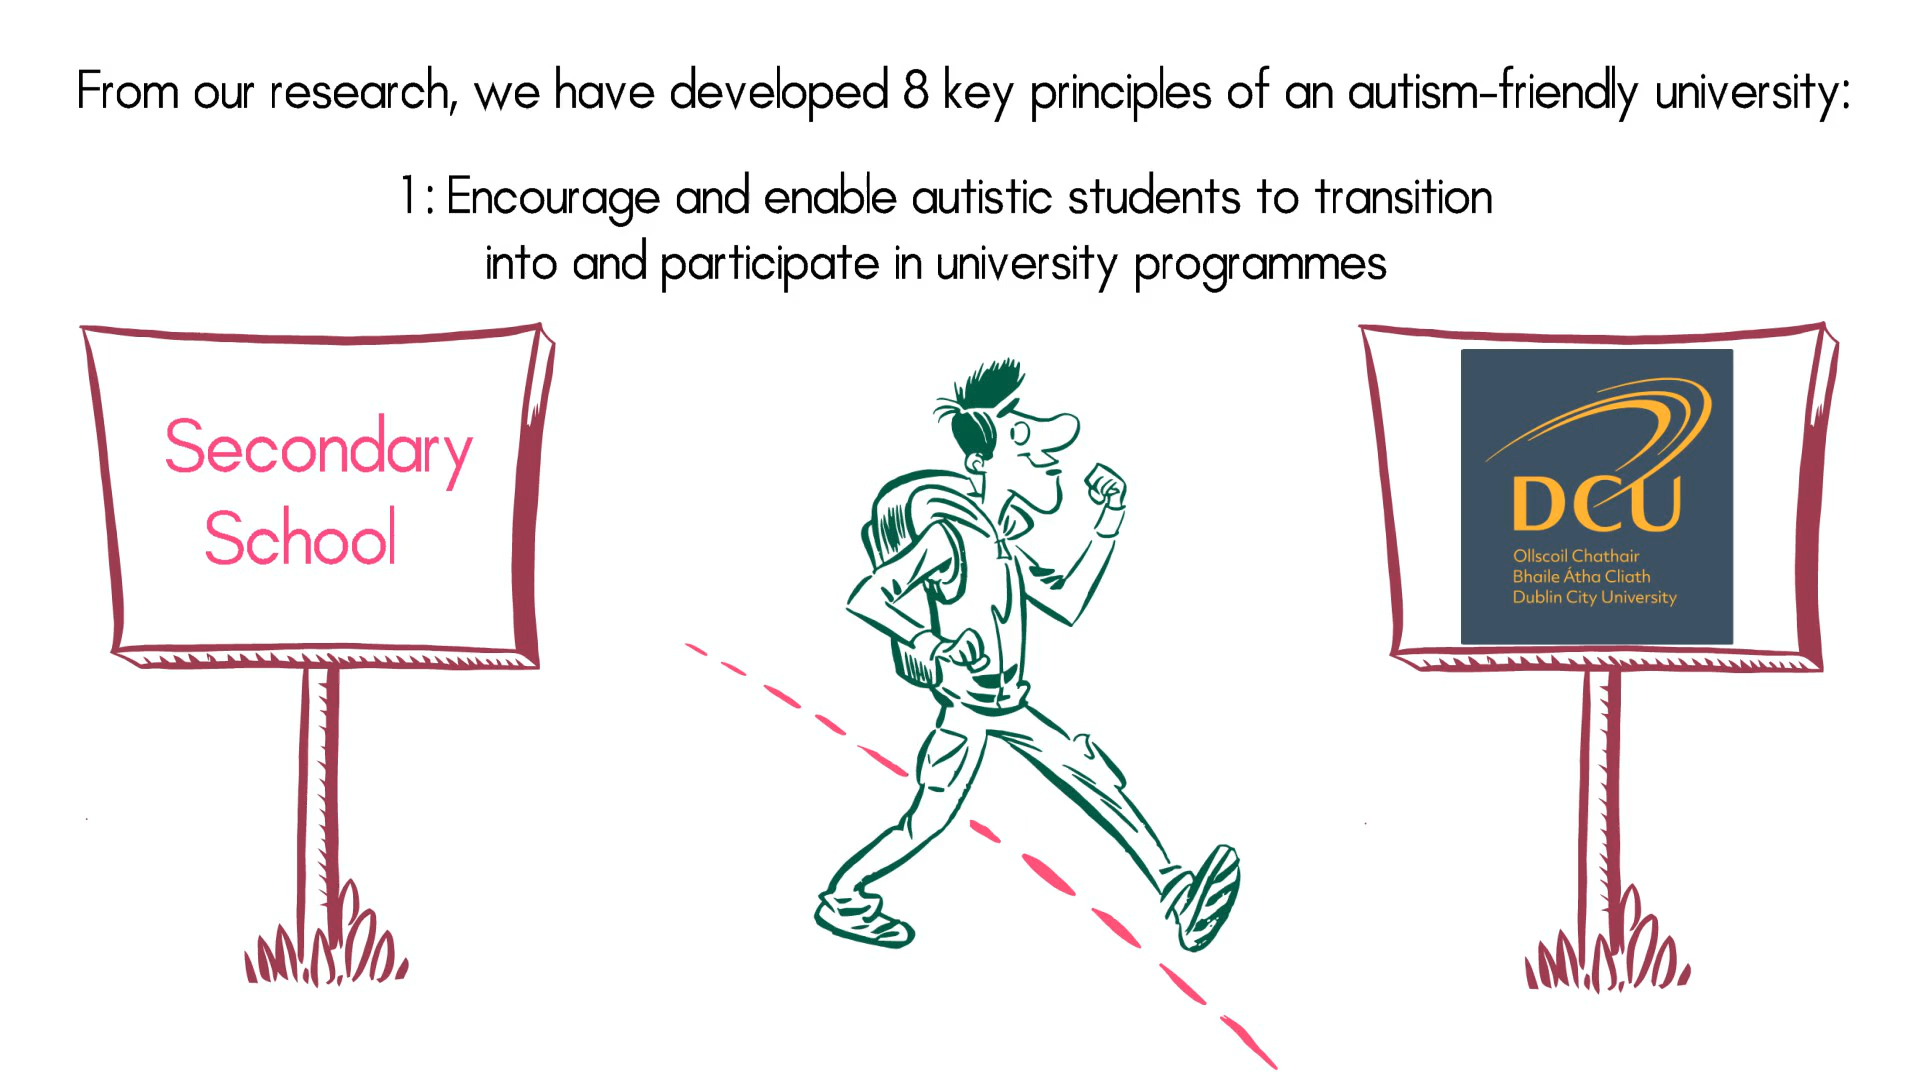 From our research, we have developed 8 key principles of an autism-friendly university:
1: Encourage and enable autistic students to transition
into and participate in university programmes
Secondary
School
DCU
Ollscoil Chathair
Bhaile Átha Cliath
Dublin City University